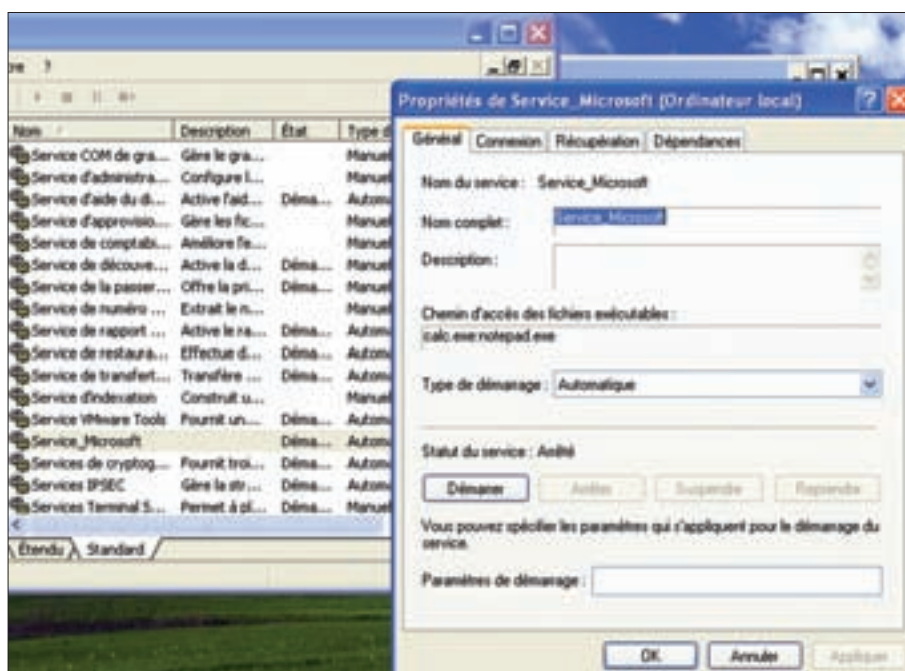 tre ?
Nom Description État Type d
Service COM de gra... Gère le gra... Manuel
Service d'administra... Configure l... Manuel
Service d'aide du di... Active l'aid... Déma... Autom
Service d'approvisio... Gère les fic... Manuel
Service de comptabi... Améliore l'e... Manuel
Service de découve... Active la d... Déma... Manuel
Service de la passer... Offre la pri... Déma... Manuel
Service de numéro ... Extrait le n... Manuel
Service de rapport ... Active le ra... Déma... Autom
Service de restaura... Effectue d... Déma... Autom
Service de transfert... Transfère ... Déma... Autom
Service d'indexation Construit u... Manuel
Service VMware Tools Fournit un... Déma... Autom
Service_Microsoft Déma... Autom
Services de cryptog... Fournit troi... Déma... Autom
Services IPSEC Gère la str... Déma... Autom
Services Terminal S... Permet à pl... Déma... Manuel
Étendu Standard
Propriétés de Service_Microsoft (Ordinateur local)
Général Connexion Récupération Dépendances
Nom du service : Service_Microsoft
Nom complet : Service_Microsoft
Description :
Chemin d'accès des fichiers exécutables :
calc.exe:notepad.exe
Type de démarrage : Automatique
Statut du service : Arrêté
Démarrer Arrêter Suspendre Reprendre
Vous pouvez spécifier les paramètres qui s'appliquent pour le démarrage du
service.
Paramètres de démarrage :
OK Annuler Appliquer